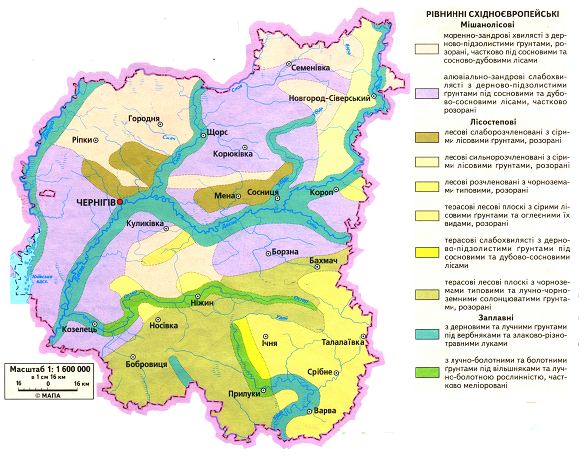 РІВНИННІ СХІДНОЄВРОПЕЙСЬКІ
Мішанолісові
моренно-зандрові хвилясті з дер-
ново-підзолистими ґрунтами, ро-
зорані, частково під сосновими та
сосново-дубовими лісами
алювіально-зандрові слабохви-
лясті з дерново-підзолистими
ґрунтами під сосновими та дубо-
во-сосновими лісами, частково
розорані
Лісостепові
лесові слаборозчленовані з сіри-
ми лісовими ґрунтами, розорані
лесові сильнорозчленовані з сіри-
ми лісовими ґрунтами, розорані
лесові розчленовані з чорнозема-
ми типовими, розорані
терасові лесові плоскі з сірими лі-
совими ґрунтами та оглеєними їх
видами, розорані
терасові слабохвилясті з дерно-
во-підзолистими ґрунтами під
сосновими та дубово-сосновими
лісами
терасові лесові плоскі з чорнозе-
мами типовими та лучно-чорно-
земними солонцюватими ґрунта-
ми, розорані
Заплавні
з дерновими та лучними ґрунтами
під вербняками та злаково-різно-
травними луками
з лучно-болотними та болотними
ґрунтами під вільшняками та луч-
но-болотною рослинністю, част-
ково меліоровані
Семенівка
Новгород-Сіверський
Городня
Щорс
Ріпки
Корюківка
Короп
Сосниця
Мена
ЧЕРНІГІВ
Куликівка
Борзна
Бахмач
Київське
вдсх.
Ніжин
Козелець
Носівка
Ічня
Талалаївка
Бобровиця
Срібне
Прилуки
Варва
Масштаб 1: 1 600 000
в 1 см 16 км
16 0 16 км
© МАПА